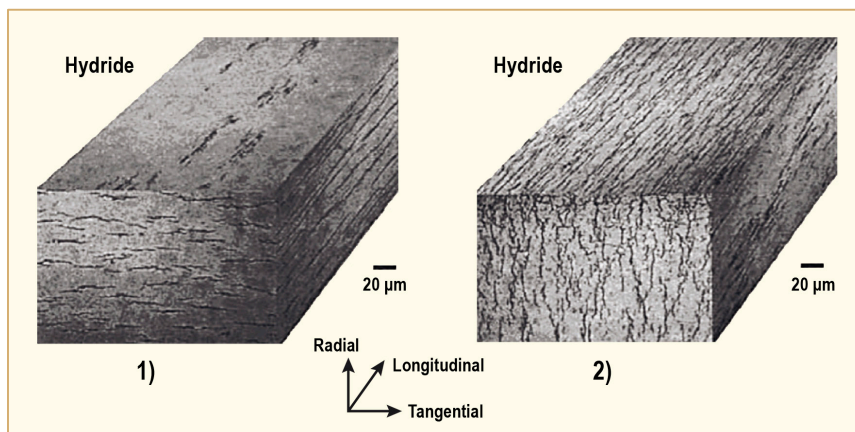 Hydride
Hydride
20 µm
20 µm
1)
Radial
Longitudinal
Tangential
2)